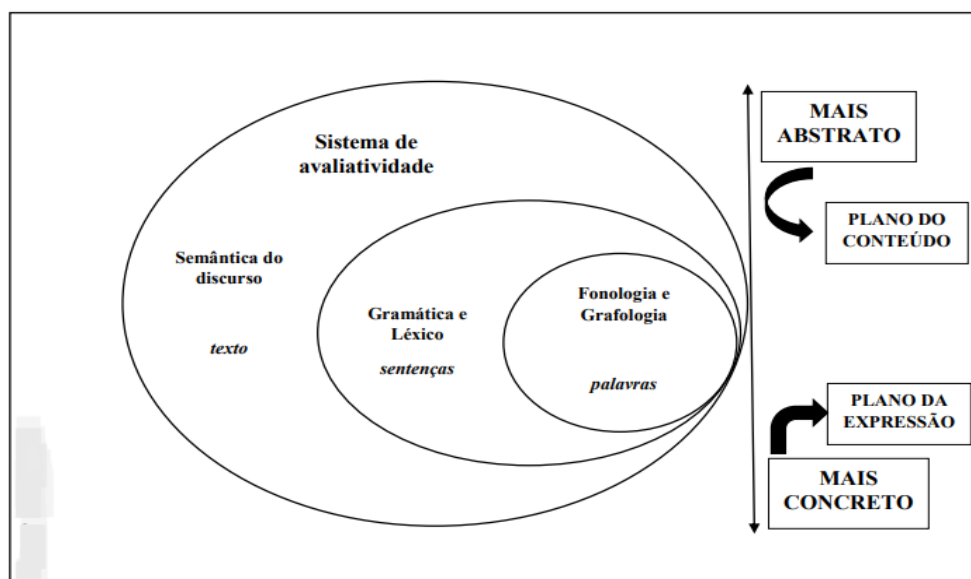 Sistema de
avaliatividade
Semântica do
discurso
texto
Gramática e
Léxico
sentenças
Fonologia e
Grafologia
palavras
MAIS
ABSTRATO
PLANO DO
CONTEÚDO
PLANO DA
EXPRESSÃO
MAIS
CONCRETO